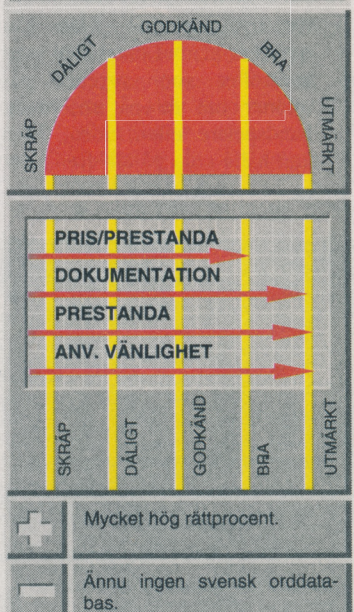 GODKÄND
DÅLIGT
BRA
SKRÄP
UTMÄRKT
PRIS/PRESTANDA
DOKUMENTATION
PRESTANDA
ANV. VÄNLIGHET
SKRÄP
DÅLIGT
GODKÄND
BRA
UTMÄRKT
Mycket hög rättprocent.
Ännu ingen svensk orddata-
bas.